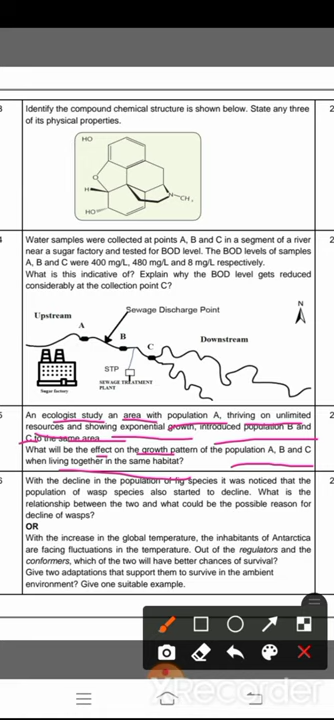 3
Identify the compound chemical structure is shown below. State any three
of its physical properties.
2
HO
O
H
N
CH₃
HO
4
Water samples were collected at points A, B and C in a segment of a river
near a sugar factory and tested for BOD level. The BOD levels of samples
A, B and C were 400 mg/L, 480 mg/L and 8 mg/L respectively.
What is this indicative of? Explain why the BOD level gets reduced
considerably at the collection point C?
2
Sewage Discharge Point
Upstream
N
A
B
C
Downstream
STP
SEWAGE TREATMENT
PLANT
Sugar factory
5
An ecologist study an area with population A, thriving on unlimited
resources and showing exponential growth, introduced population B and
C to the same area.
What will be the effect on the growth pattern of the population A, B and C
when living together in the same habitat?
2
6
With the decline in the population of fig species it was noticed that the
population of wasp species also started to decline. What is the
relationship between the two and what could be the possible reason for
decline of wasps?
OR
With the increase in the global temperature, the inhabitants of Antarctica
are facing fluctuations in the temperature. Out of the regulators and the
conformers, which of the two will have better chances of survival?
Give two adaptations that support them to survive in the ambient
environment? Give one suitable example.
2
XRecorder